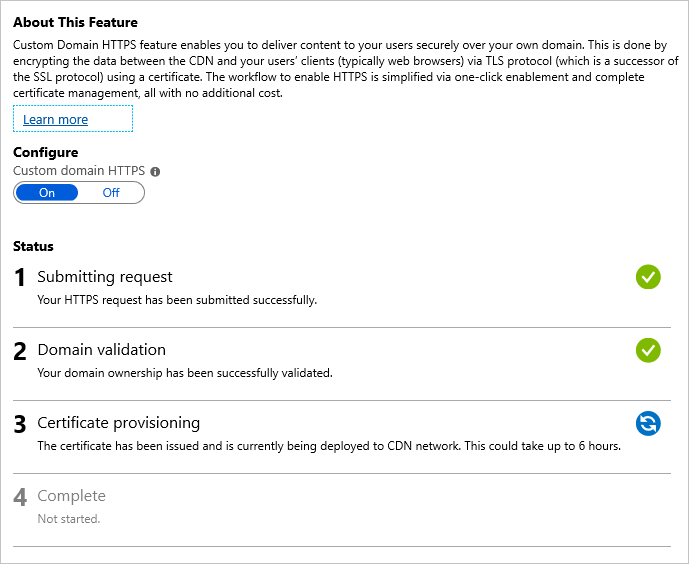 About This Feature
Custom Domain HTTPS feature enables you to deliver content to your users securely over your own domain. This is done by
encrypting the data between the CDN and your users’ clients (typically web browsers) via TLS protocol (which is a successor of
the SSL protocol) using a certificate. The workflow to enable HTTPS is simplified via one-click enablement and complete
certificate management, all with no additional cost.
Learn more
Configure
Custom domain HTTPS
On Off
Status
1 Submitting request
Your HTTPS request has been submitted successfully.
2 Domain validation
Your domain ownership has been successfully validated.
3 Certificate provisioning
The certificate has been issued and is currently being deployed to CDN network. This could take up to 6 hours.
4 Complete
Not started.